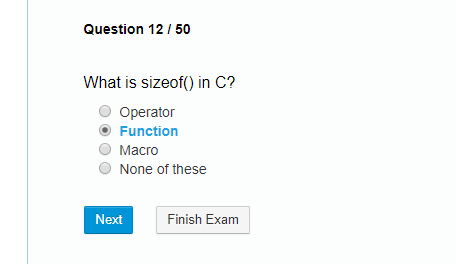 Question 12 / 50
What is sizeof() in C?
Operator
Function
Macro
None of these
Next Finish Exam